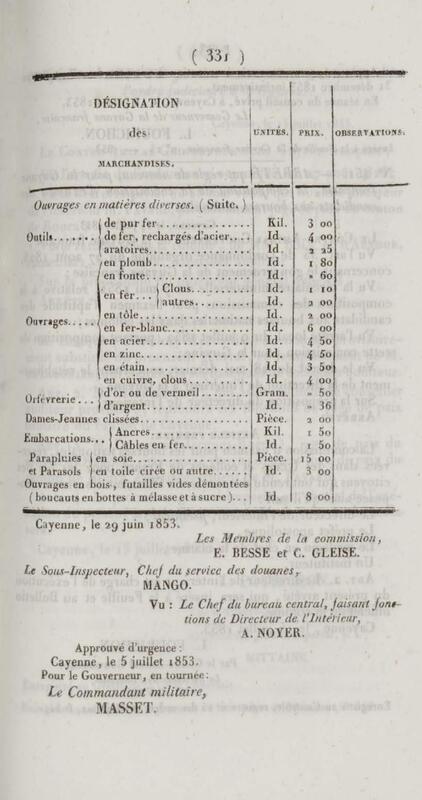 ( 331 )
DÉSIGNATION
des
MARCHANDISES.
UNITÉS.
PRIX.
OBSERVATIONS.
Ouvrages en matières diverses. ( Suite. )
Outils....... de pur fer.................. Kil. 3 00
de fer, rechargés d'acier.... Id. 4 00
aratoires.................. Id 2 25
Ouvrages..... en plomb................ Id. 1 80
en fonte.................. Id. » 60
en fer... Clous............ Id. 1 10
autres........... Id. 2 00
en tôle................... Id. 2 00
en fer-blanc............... Id. 6 00
en acier.................. Id. 4 50
en zinc................... Id. 4 50
en étain.................. Id. 3 50
en cuivre, clous........... Id. 4 00
Orfévrerie... d'or ou de vermeil......... Gram. » 50
d'argent.................. Id. » 36
Dames-Jeannes clissées................ Pièce. 2 00
Embarcations... Ancres.................. Kil. 1 50
Câbles en fer............. Id. 1 50
Parapluies en soie................... Pièce. 15 00
et Parasols en toile cirée ou autre...... Id. 3 00
Ouvrages en bois, futailles vides démontées
( boucauts en bottes à mélasse et à sucre )... Id 8 00
Cayenne, le 29 juin 1853.
Les Membres de la commission,
E. BESSE et C. GLEISE.
Le Sous-Inspecteur, Chef du service des douanes,
MANGO.
Vu : Le Chef du bureau central, faisant fonc-
tions de Directeur de l'Intérieur,
A. NOYER.
Approuvé d'urgence :
Cayenne, le 5 juillet 1853.
Pour le Gouverneur, en tournée:
Le Commandant militaire,
MASSET.